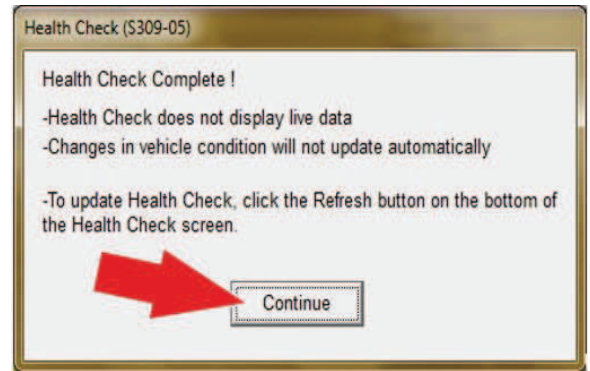 Health Check (S309-05)
Health Check Complete !
-Health Check does not display live data
-Changes in vehicle condition will not update automatically
-To update Health Check, click the Refresh button on the bottom of
the Health Check screen.
Continue